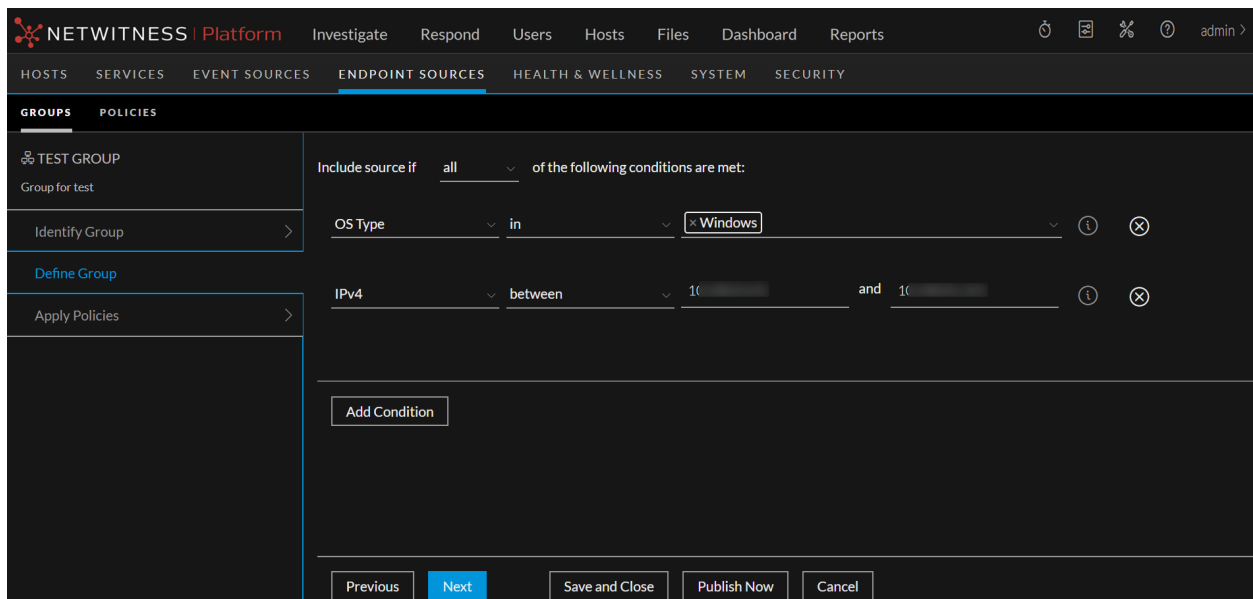 NETWITNESS | Platform Investigate Respond Users Hosts Files Dashboard Reports admin >
HOSTS SERVICES EVENT SOURCES ENDPOINT SOURCES HEALTH & WELLNESS SYSTEM SECURITY
GROUPS POLICIES
TEST GROUP
Group for test
Identify Group
Define Group
Apply Policies
Include source if all of the following conditions are met:
OS Type in × Windows
IPv4 between and
Add Condition
Previous Next Save and Close Publish Now Cancel